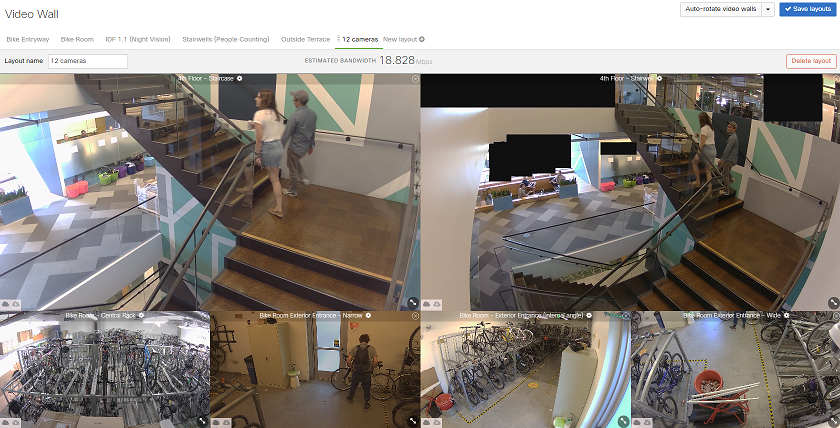 Video Wall
Auto-rotate video walls
Save layouts
Bike Entryway
Bike Room
IDF 1.1 (Night Vision)
Stairwells (People Counting)
Outside Terrace
12 cameras
New layout
Layout name
12 cameras
ESTIMATED BANDWIDTH 18.828 Mbps
Delete layout
4th Floor – Staircase
4th Floor – Stairwell
Bike Room – Central Rack
Bike Room Exterior Entrance – Narrow
Bike Room – Exterior Entrance (internal angle)
Bike Room Exterior Entrance – Wide